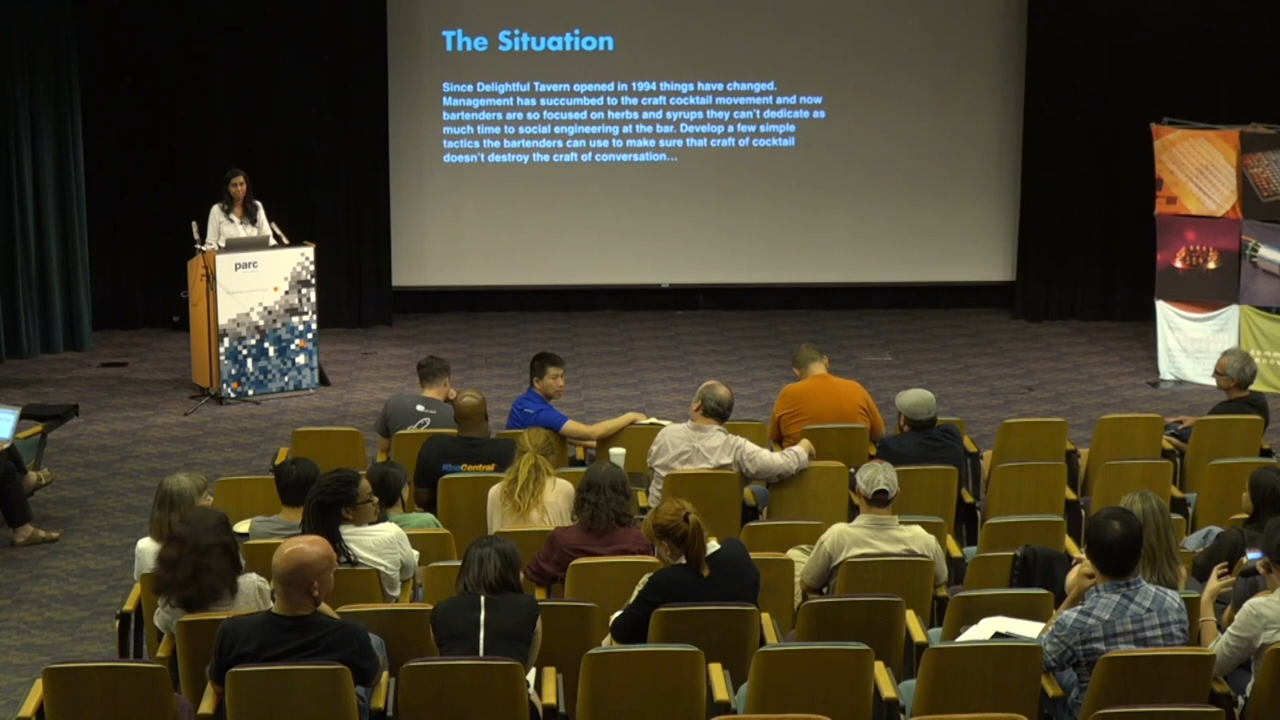 The Situation
Since Delightful Tavern opened in 1994 things have changed.
Management has succumbed to the craft cocktail movement and now
bartenders are so focused on herbs and syrups they can't dedicate as
much time to social engineering at the bar. Develop a few simple
tactics the bartenders can use to make sure that craft of cocktail
doesn't destroy the craft of conversation...
parc
RingCentral